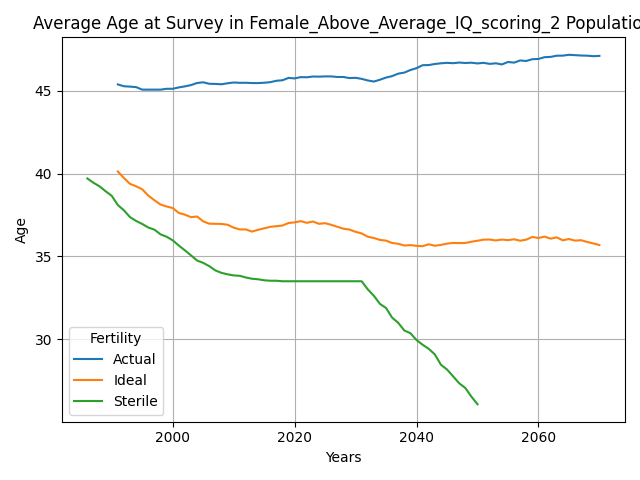 Average Age at Survey in Female_Above_Average_IQ_scoring_2 Populatio
Age
45
40
35
30
Fertility
Actual
Ideal
Sterile
2000 2020 2040 2060
Years